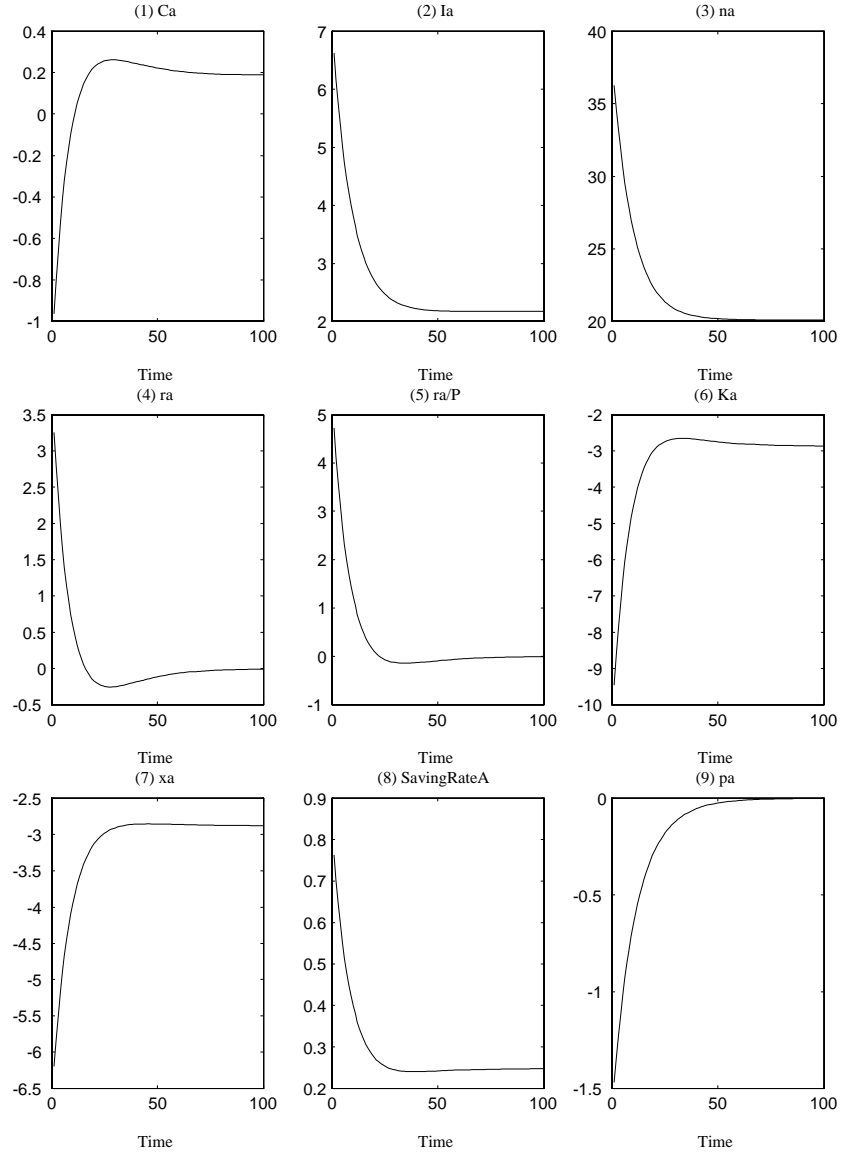 (1) Ca
(2) Ia
(3) na
0.4
0.2
0
-0.2
-0.4
-0.6
-0.8
-1
0 50 100
7
6
5
4
3
2
0 50 100
40
35
30
25
20
0 50 100
Time
Time
Time
(4) ra
(5) ra/P
(6) Ka
3.5
3
2.5
2
1.5
1
0.5
0
-0.5
0 50 100
5
4
3
2
1
0
-1
0 50 100
-2
-3
-4
-5
-6
-7
-8
-9
-10
0 50 100
Time
Time
Time
(7) xa
(8) SavingRateA
(9) pa
-2.5
-3
-3.5
-4
-4.5
-5
-5.5
-6
-6.5
0 50 100
0.9
0.8
0.7
0.6
0.5
0.4
0.3
0.2
0 50 100
0
-0.5
-1
-1.5
0 50 100
Time
Time
Time